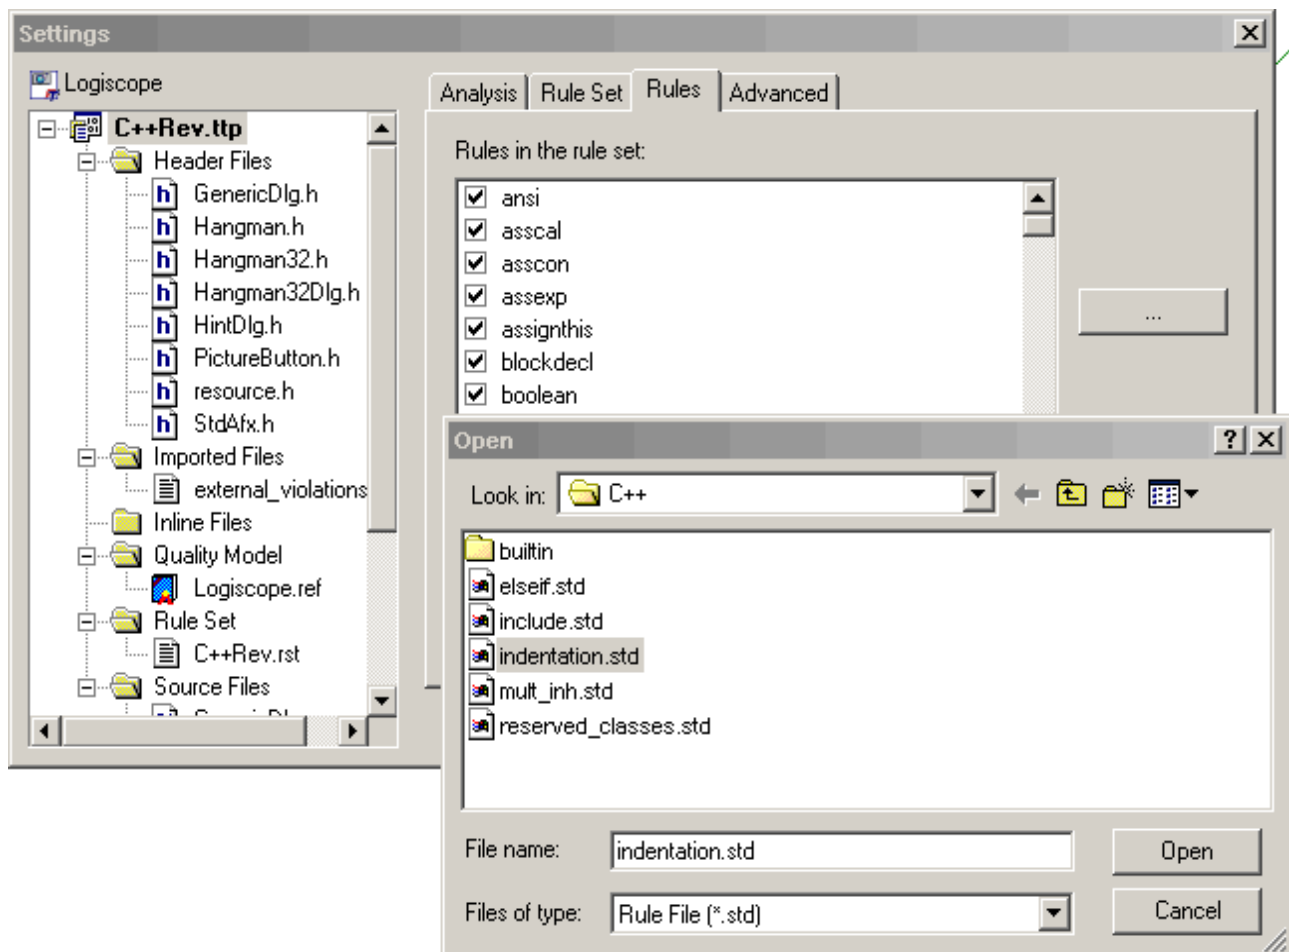 Settings
Logiscope
C++Rev.ttp
Header Files
GenericDlg.h
Hangman.h
Hangman32.h
Hangman32Dlg.h
HintDlg.h
PictureButton.h
resource.h
StdAfx.h
Imported Files
external_violations
Inline Files
Quality Model
Logiscope.ref
Rule Set
C++Rev.rst
Source Files
Analysis Rule Set Rules Advanced
Rules in the rule set:
ansi
asscal
asscon
assexp
assignthis
blockdecl
boolean
...
Open
Look in: C++
builtin
elseif.std
include.std
indentation.std
mult_inh.std
reserved_classes.std
File name: indentation.std Open
Files of type: Rule File (*.std) Cancel